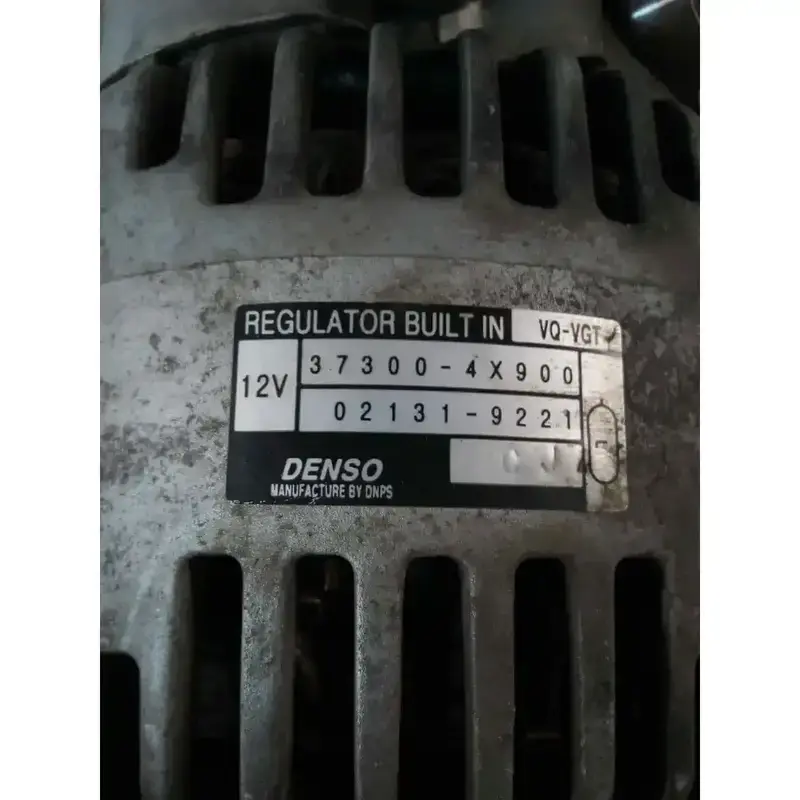 REGULATOR BUILT IN VQ-VGT
12V
37300-4X900
02131-9221
DENSO
MANUFACTURE BY DNPS